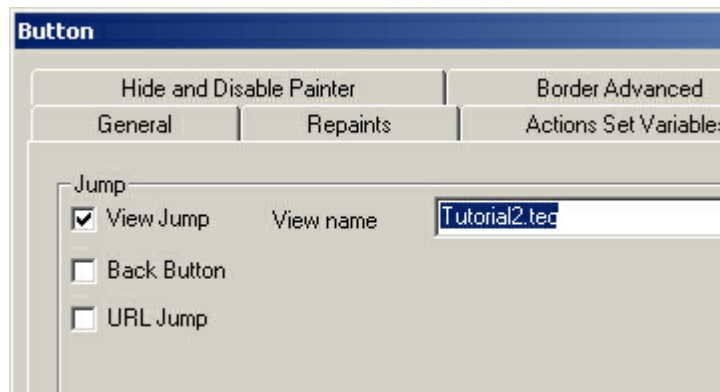 Button
Hide and Disable Painter Border Advanced
General Repaints Actions Set Variables
Jump
View Jump View name Tutorial2.teq
Back Button
URL Jump